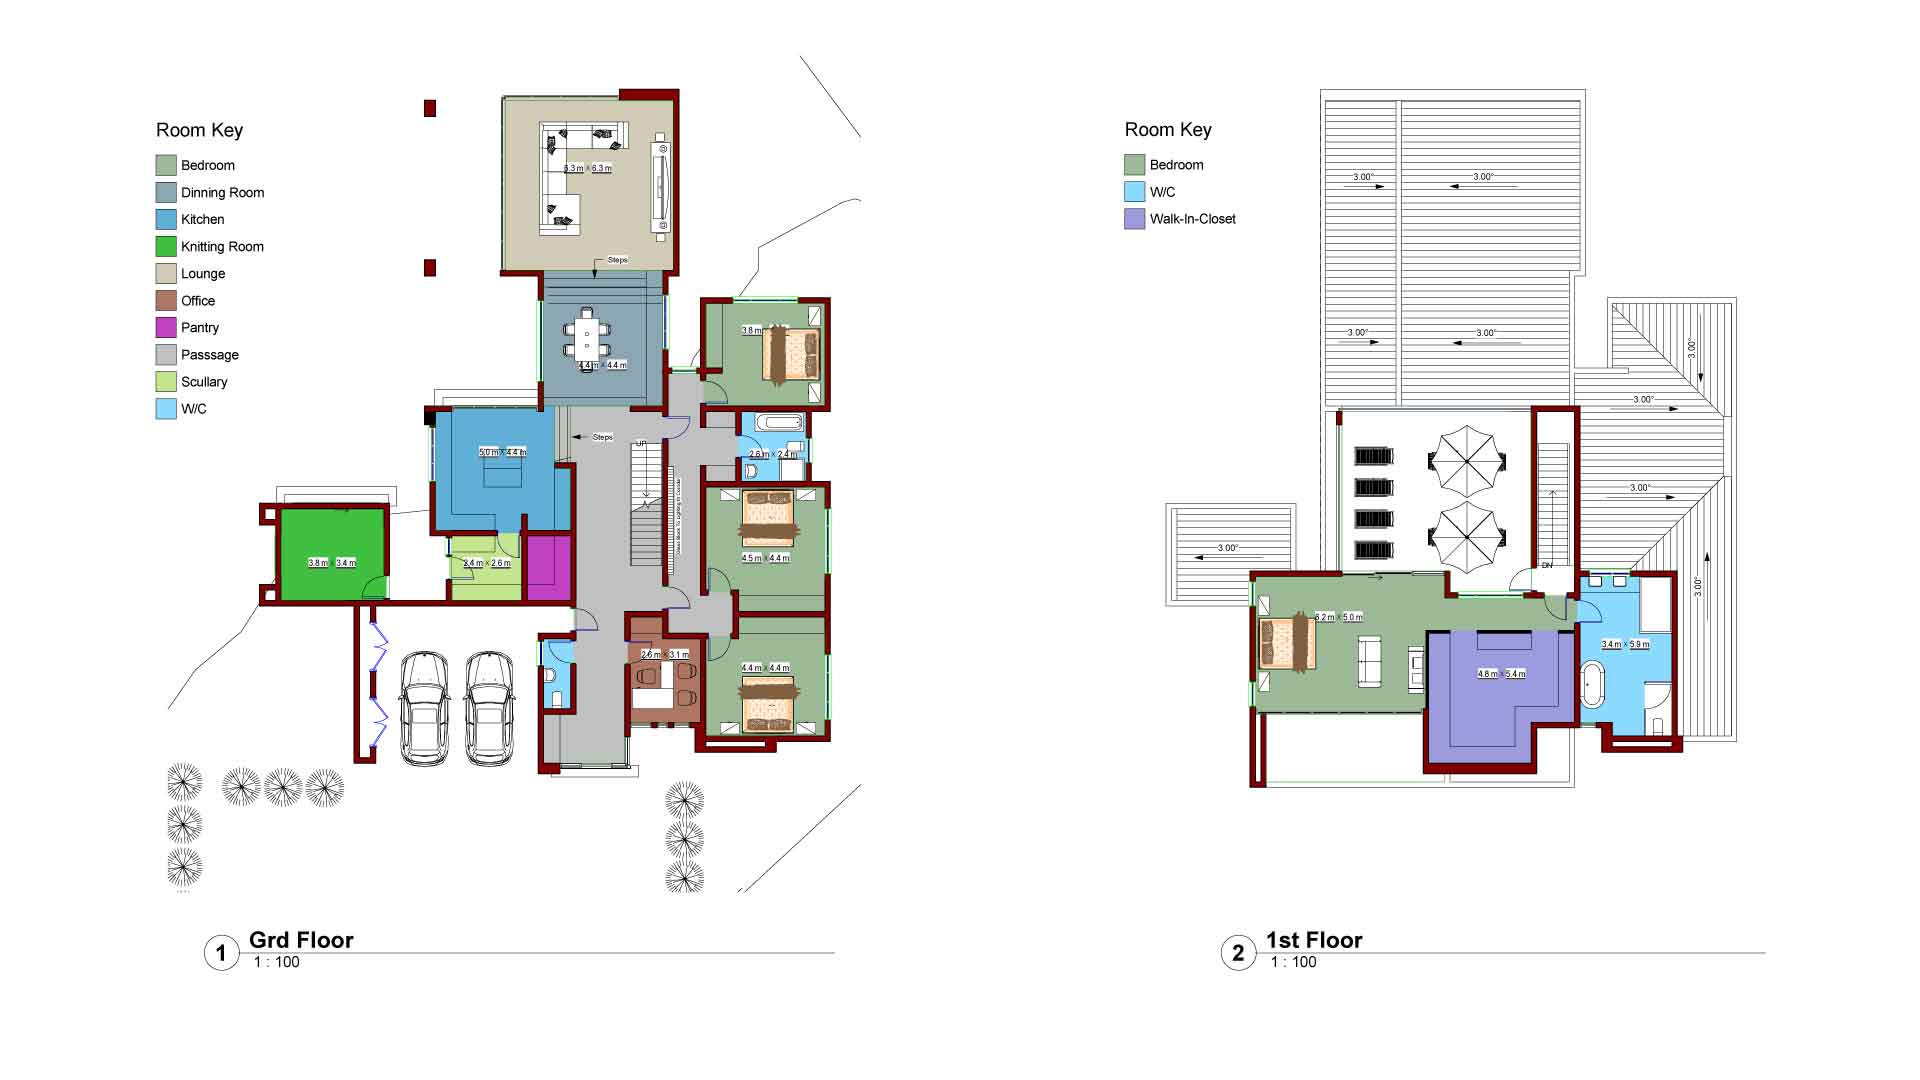 Room Key
Bedroom
Dinning Room
Kitchen
Knitting Room
Lounge
Office
Pantry
Passsage
Scullary
W/C
6.3 m
Steps
3.8 m
4.4 m X 4.4 m
Steps
UP
5.0 m X 4.4 m
2.6 m X 2.4 m
4.5 m X 4.4 m
3.8 m X 3.4 m
2.4 m X 2.6 m
2.6 m X 3.1 m
4.4 m X 4.4 m
1
Grd Floor
1 : 100
Room Key
Bedroom
W/C
Walk-In-Closet
3.00°
3.00°
3.00°
3.00°
3.00°
3.00°
3.00°
3.00°
3.00°
DN
6.2 m X 5.0 m
3.4 m X 5.9 m
4.8 m X 5.4 m
2
1st Floor
1 : 100